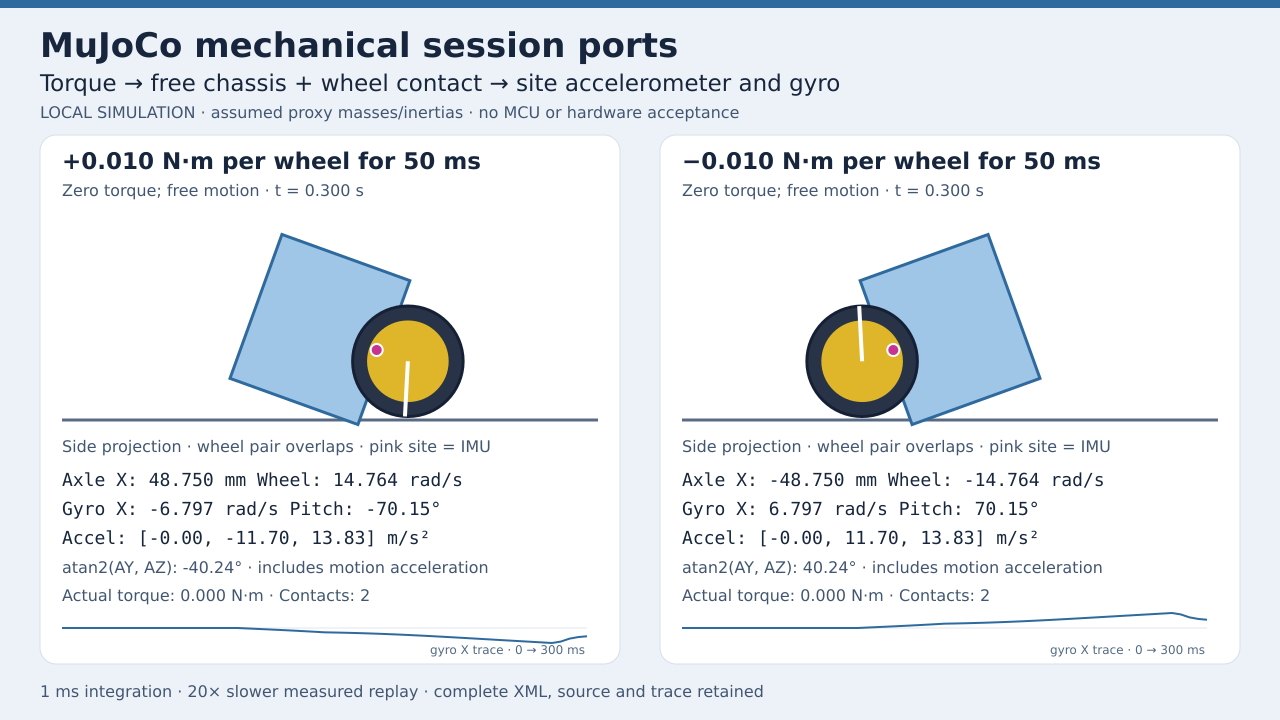 MuJoCo mechanical session ports
Torque → free chassis + wheel contact → site accelerometer and gyro
LOCAL SIMULATION · assumed proxy masses/inertias · no MCU or hardware acceptance
+0.010 N·m per wheel for 50 ms
Zero torque; free motion · t = 0.300 s
Side projection · wheel pair overlaps · pink site = IMU
Axle X: 48.750 mm Wheel: 14.764 rad/s
Gyro X: -6.797 rad/s Pitch: -70.15°
Accel: [-0.00, -11.70, 13.83] m/s²
atan2(AY, AZ): -40.24° · includes motion acceleration
Actual torque: 0.000 N·m · Contacts: 2
gyro X trace · 0 → 300 ms
−0.010 N·m per wheel for 50 ms
Zero torque; free motion · t = 0.300 s
Side projection · wheel pair overlaps · pink site = IMU
Axle X: -48.750 mm Wheel: -14.764 rad/s
Gyro X: 6.797 rad/s Pitch: 70.15°
Accel: [-0.00, 11.70, 13.83] m/s²
atan2(AY, AZ): 40.24° · includes motion acceleration
Actual torque: 0.000 N·m · Contacts: 2
gyro X trace · 0 → 300 ms
1 ms integration · 20× slower measured replay · complete XML, source and trace retained